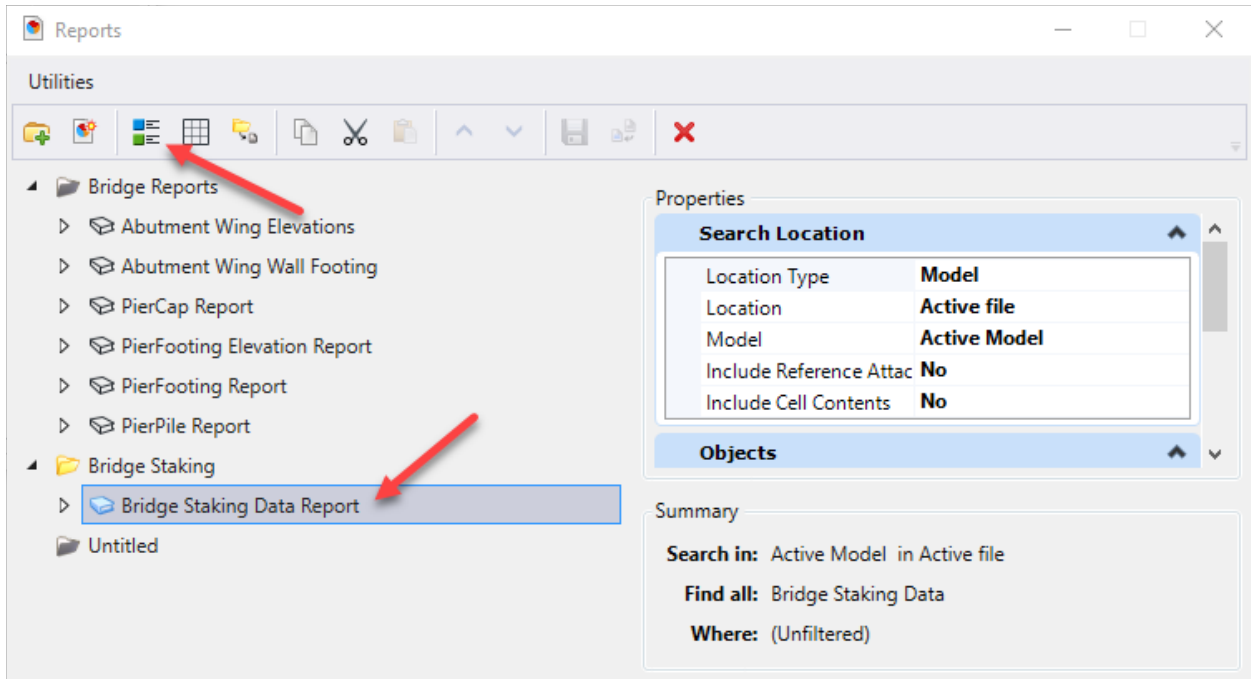 Reports
Utilities
Bridge Reports
Abutment Wing Elevations
Abutment Wing Wall Footing
PierCap Report
PierFooting Elevation Report
PierFooting Report
PierPile Report
Bridge Staking
Bridge Staking Data Report
Untitled
Properties
Search Location
Location Type Model
Location Active file
Model Active Model
Include Reference Attac No
Include Cell Contents No
Objects
Summary
Search in: Active Model in Active file
Find all: Bridge Staking Data
Where: (Unfiltered)